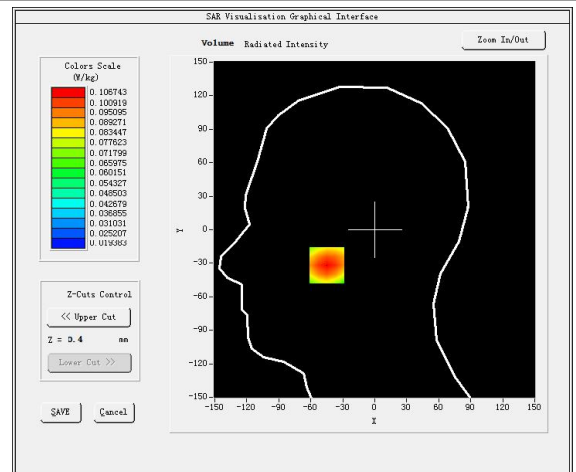 SAR Visualisation Graphical Interface
Volume Radiated Intensity
Zoom In/Out
Colors Scale
(W/kg)
0.106743
0.100919
0.095095
0.089271
0.083447
0.077623
0.071799
0.065975
0.060151
0.054327
0.048503
0.042679
0.036855
0.031031
0.025207
0.019383
150
120
90
60
30
0
-30
-60
-90
-120
-150
Y
-150 -120 -90 -60 -30 0 30 60 90 120 150
X
Z-Cuts Control
<< Upper Cut
Z = 0.4 mm
Lower Cut >>
SAVE Cancel